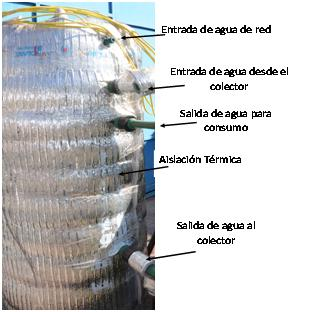 Entrada de agua de red
Entrada de agua desde el
colector
Salida de agua para
consumo
Aislación Térmica
Salida de agua al
colector